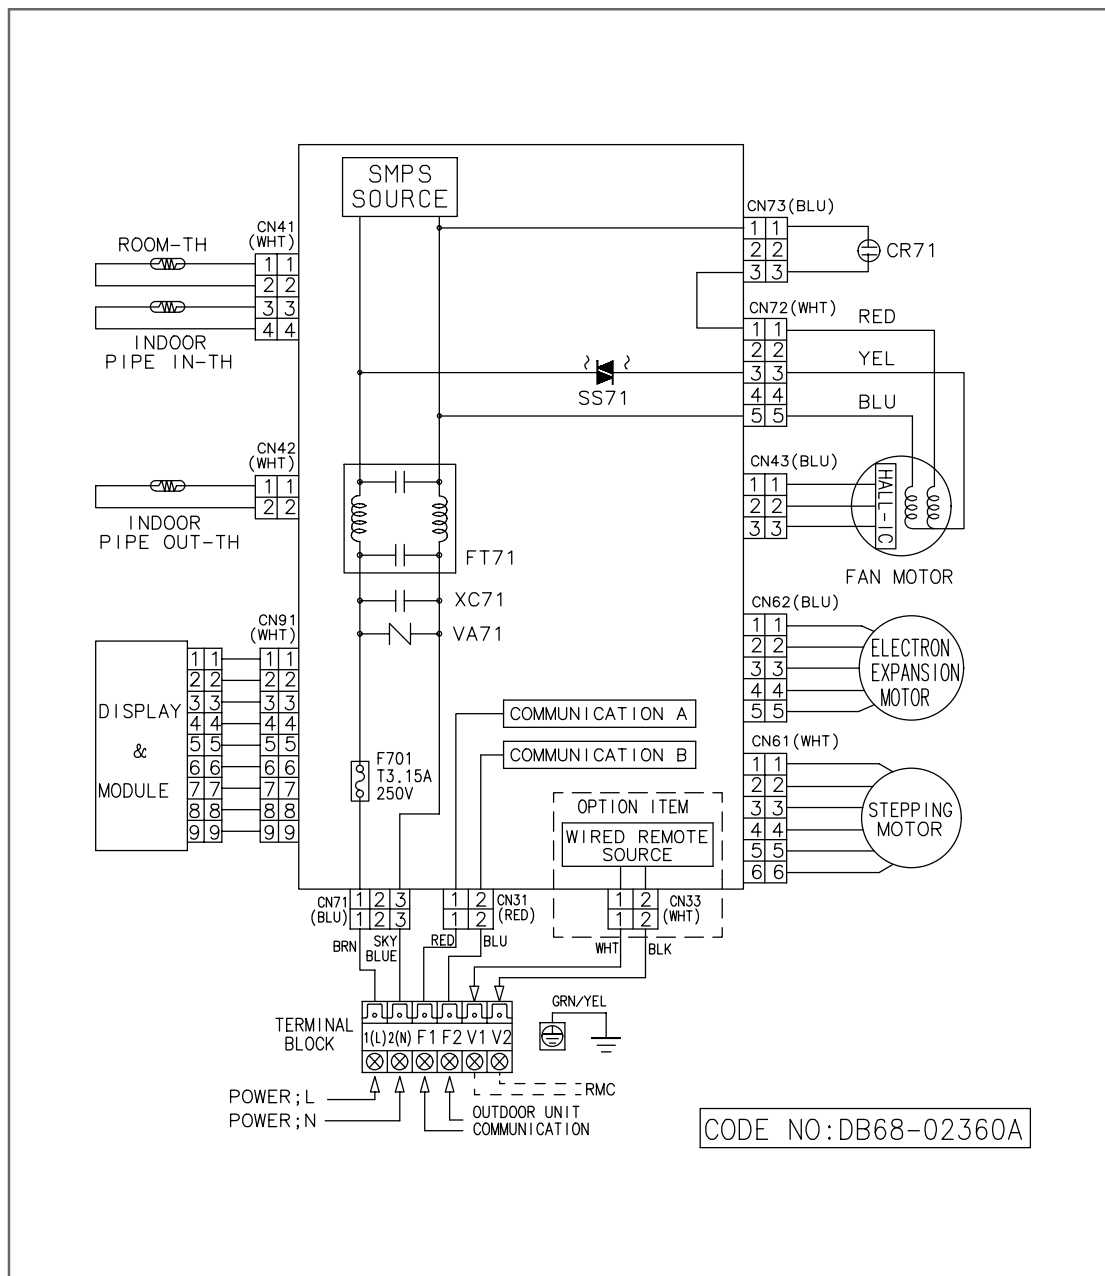 SMPS
SOURCE
CN73(BLU)
1 1
2 2
3 3
CR71
CN41
(WHT)
ROOM-TH
1 1
2 2
3 3
4 4
INDOOR
PIPE IN-TH
CN72(WHT)
1 1
2 2
3 3
4 4
5 5
RED
YEL
BLU
SS71
CN42
(WHT)
1 1
2 2
INDOOR
PIPE OUT-TH
CN43(BLU)
1 1
2 2
3 3
HALL-IC
FAN MOTOR
FT71
XC71
VA71
CN62(BLU)
1 1
2 2
3 3
4 4
5 5
ELECTRON
EXPANSION
MOTOR
CN91
(WHT)
DISPLAY
&
MODULE
1 1 1 1
2 2 2 2
3 3 3 3
4 4 4 4
5 5 5 5
6 6 6 6
7 7 7 7
8 8 8 8
9 9 9 9
COMMUNICATION A
COMMUNICATION B
F701
T3.15A
250V
CN61(WHT)
1 1
2 2
3 3
4 4
5 5
6 6
STEPPING
MOTOR
OPTION ITEM
WIRED REMOTE
SOURCE
CN71
(BLU)
1 2 3
1 2 3
1 2
1 2
CN31
(RED)
1 2
1 2
CN33
(WHT)
BRN
SKY
BLUE
RED
BLU
WHT
BLK
TERMINAL
BLOCK
1(L) 2(N) F1 F2 V1 V2
GRN/YEL
POWER;L
POWER;N
RMC
OUTDOOR UNIT
COMMUNICATION
CODE NO:DB68-02360A